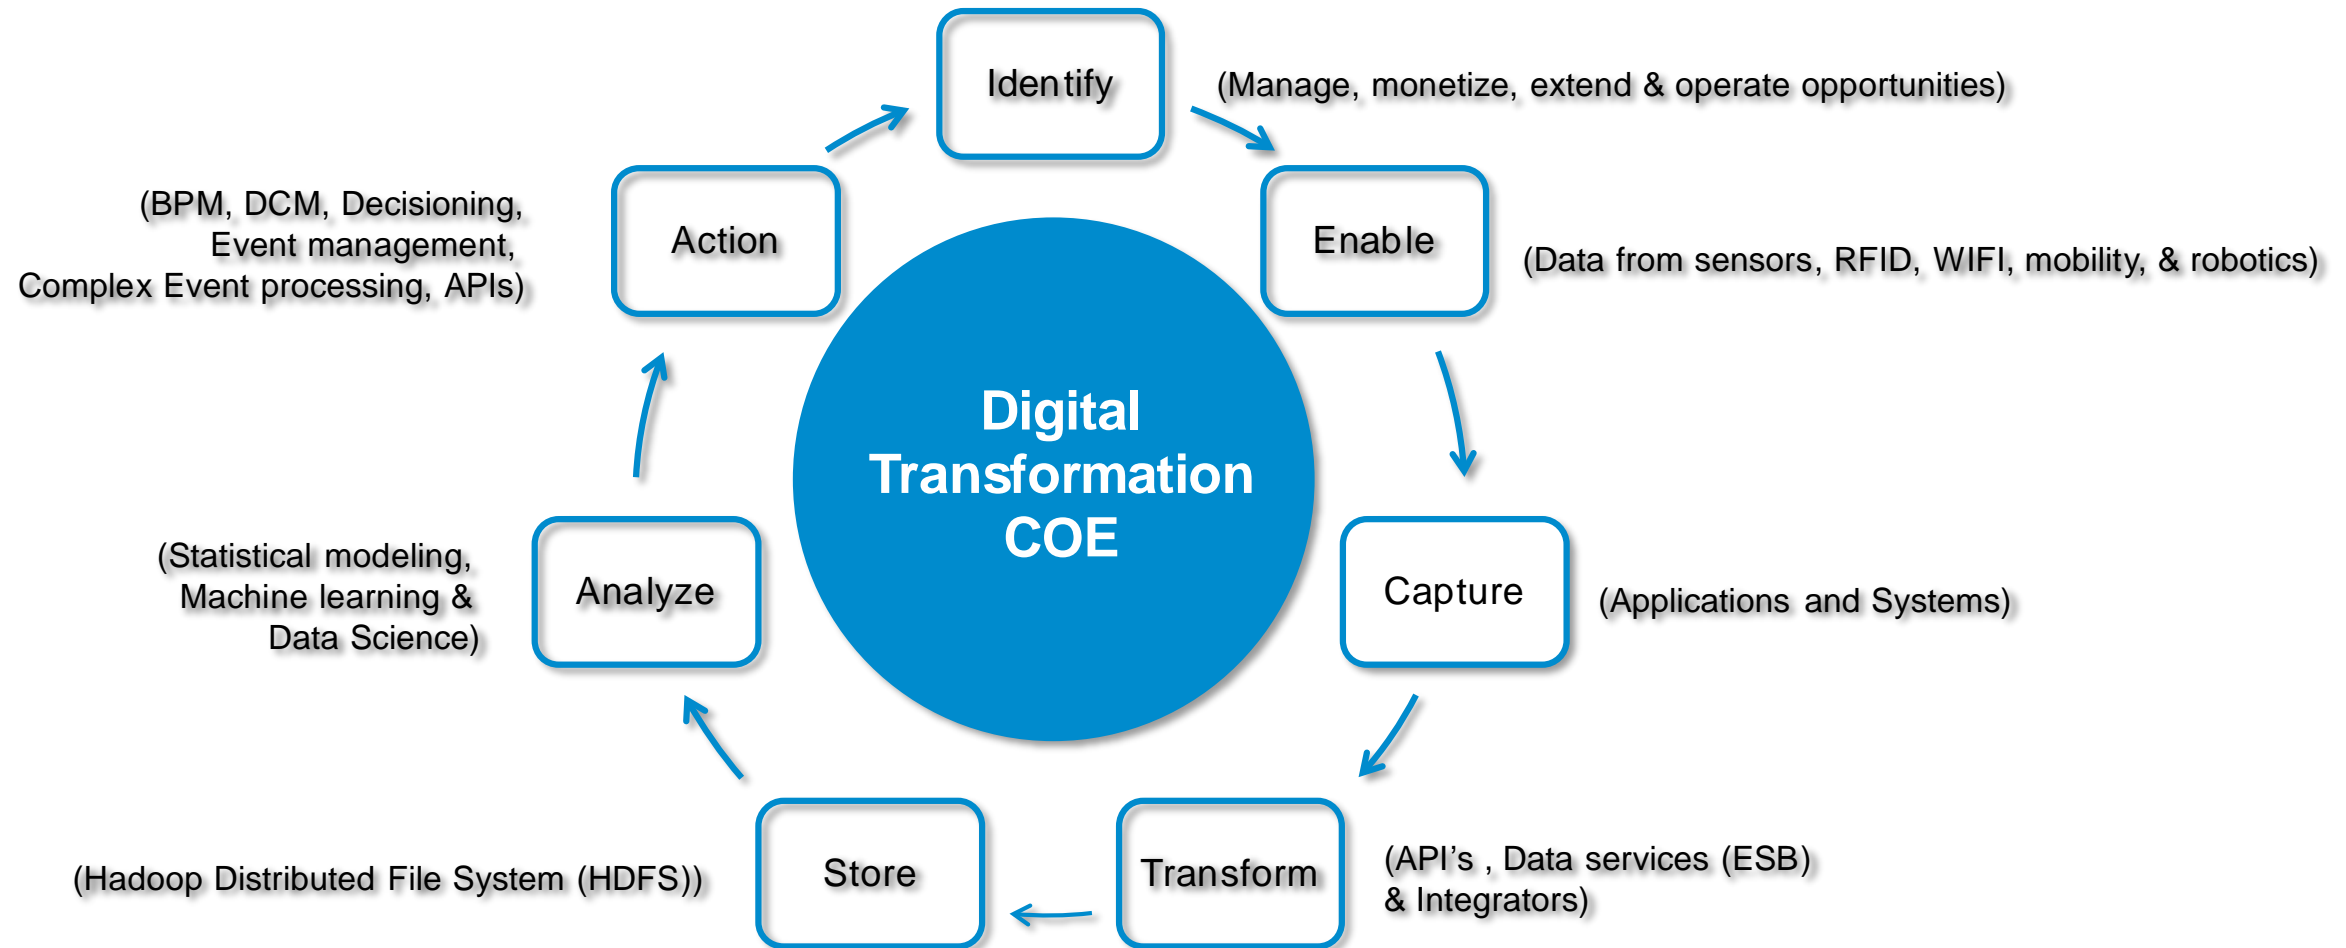 Identify
(Manage, monetize, extend & operate opportunities)
Enable
(Data from sensors, RFID, WIFI, mobility, & robotics)
Capture
(Applications and Systems)
Transform
(API's , Data services (ESB)
& Integrators)
Store
(Hadoop Distributed File System (HDFS))
Analyze
(Statistical modeling,
Machine learning &
Data Science)
Action
(BPM, DCM, Decisioning,
Event management,
Complex Event processing, APIs)
Digital
Transformation
COE